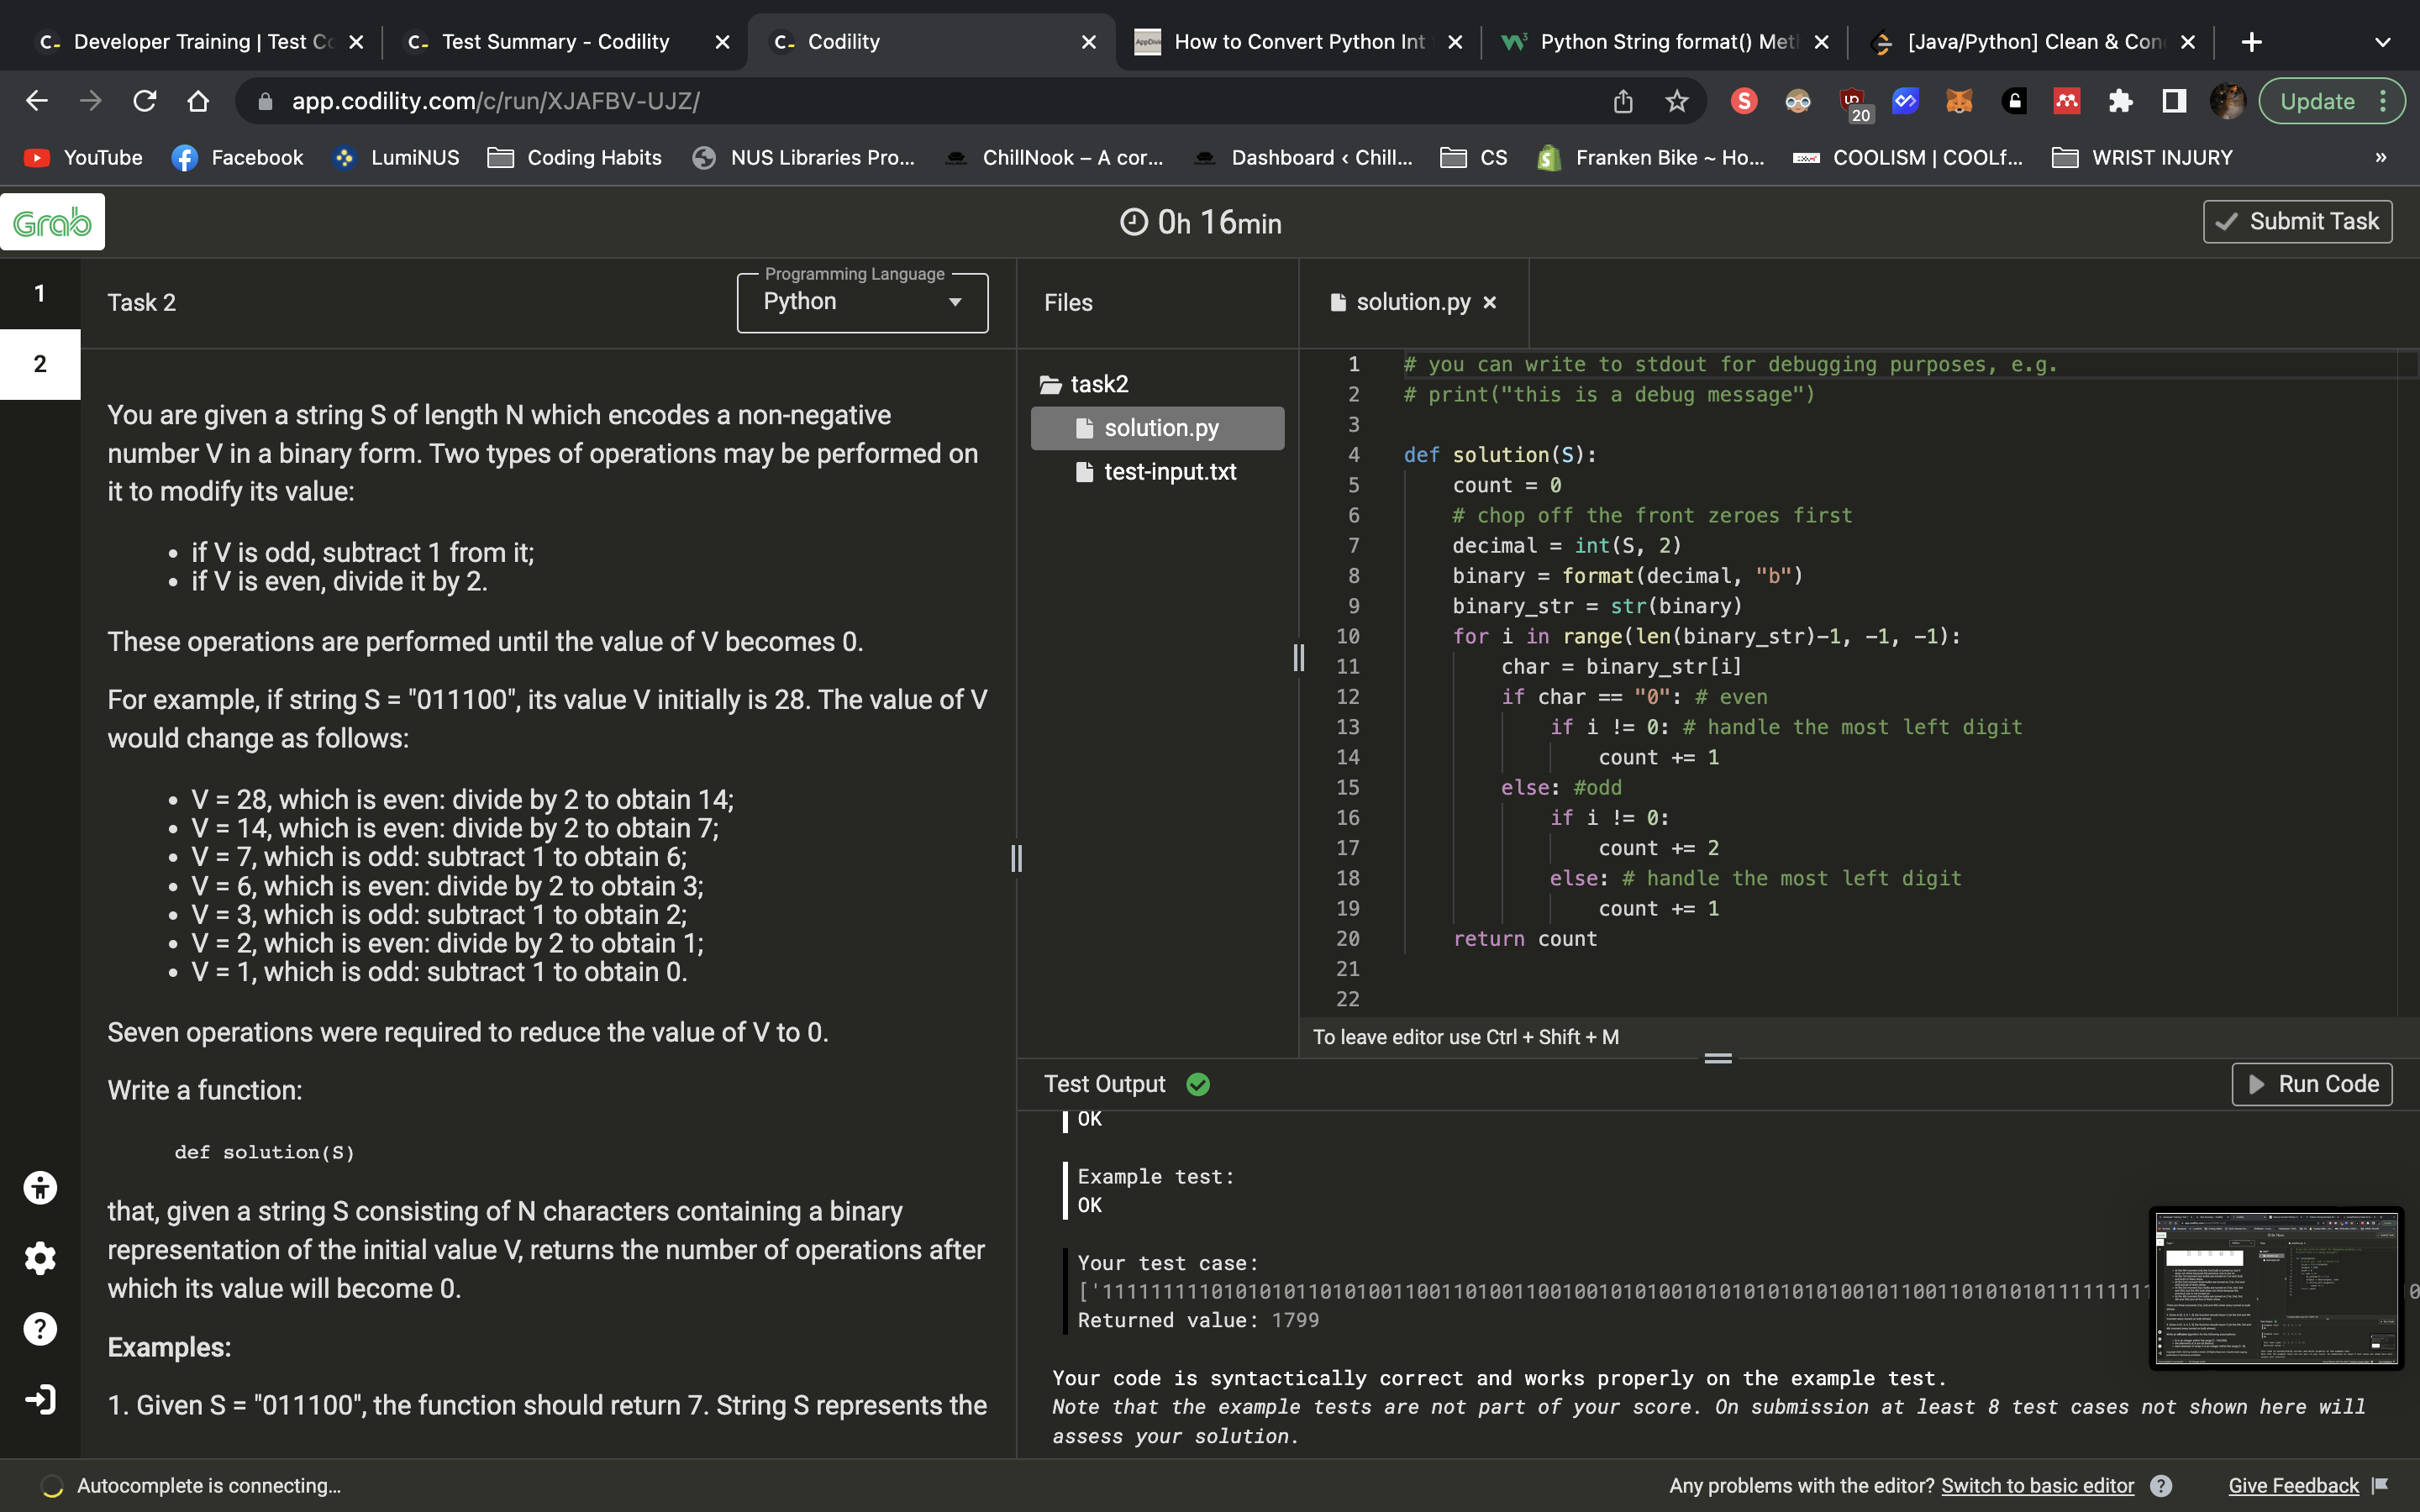 Developer Training | Test Co
Test Summary - Codility
Codility
How to Convert Python Int
Python String format() Met
[Java/Python] Clean & Con
app.codility.com/c/run/XJAFBV-UJZ/
20
Update
YouTube
Facebook
LumiNUS
Coding Habits
NUS Libraries Pro...
ChillNook – A cor...
Dashboard ‹ Chill...
CS
Franken Bike ~ Ho...
COOLISM | COOLf...
WRIST INJURY
»
Grab
0h 16min
Submit Task
1
2
Task 2
Programming Language
Python
You are given a string S of length N which encodes a non-negative
number V in a binary form. Two types of operations may be performed on
it to modify its value:
• if V is odd, subtract 1 from it;
• if V is even, divide it by 2.
These operations are performed until the value of V becomes 0.
For example, if string S = "011100", its value V initially is 28. The value of V
would change as follows:
• V = 28, which is even: divide by 2 to obtain 14;
• V = 14, which is even: divide by 2 to obtain 7;
• V = 7, which is odd: subtract 1 to obtain 6;
• V = 6, which is even: divide by 2 to obtain 3;
• V = 3, which is odd: subtract 1 to obtain 2;
• V = 2, which is even: divide by 2 to obtain 1;
• V = 1, which is odd: subtract 1 to obtain 0.
Seven operations were required to reduce the value of V to 0.
Write a function:
def solution(S)
that, given a string S consisting of N characters containing a binary
representation of the initial value V, returns the number of operations after
which its value will become 0.
Examples:
1. Given S = "011100", the function should return 7. String S represents the
Files
task2
solution.py
test-input.txt
solution.py
1 # you can write to stdout for debugging purposes, e.g.
2 # print("this is a debug message")
3
4 def solution(S):
5 count = 0
6 # chop off the front zeroes first
7 decimal = int(S, 2)
8 binary = format(decimal, "b")
9 binary_str = str(binary)
10 for i in range(len(binary_str)-1, -1, -1):
11 char = binary_str[i]
12 if char == "0": # even
13 if i != 0: # handle the most left digit
14 count += 1
15 else: #odd
16 if i != 0:
17 count += 2
18 else: # handle the most left digit
19 count += 1
20 return count
21
22
To leave editor use Ctrl + Shift + M
Test Output
Run Code
OK
Example test:
OK
Your test case:
Returned value: 1799
Your code is syntactically correct and works properly on the example test.
Note that the example tests are not part of your score. On submission at least 8 test cases not shown here will
assess your solution.
Autocomplete is connecting...
Any problems with the editor? Switch to basic editor
Give Feedback